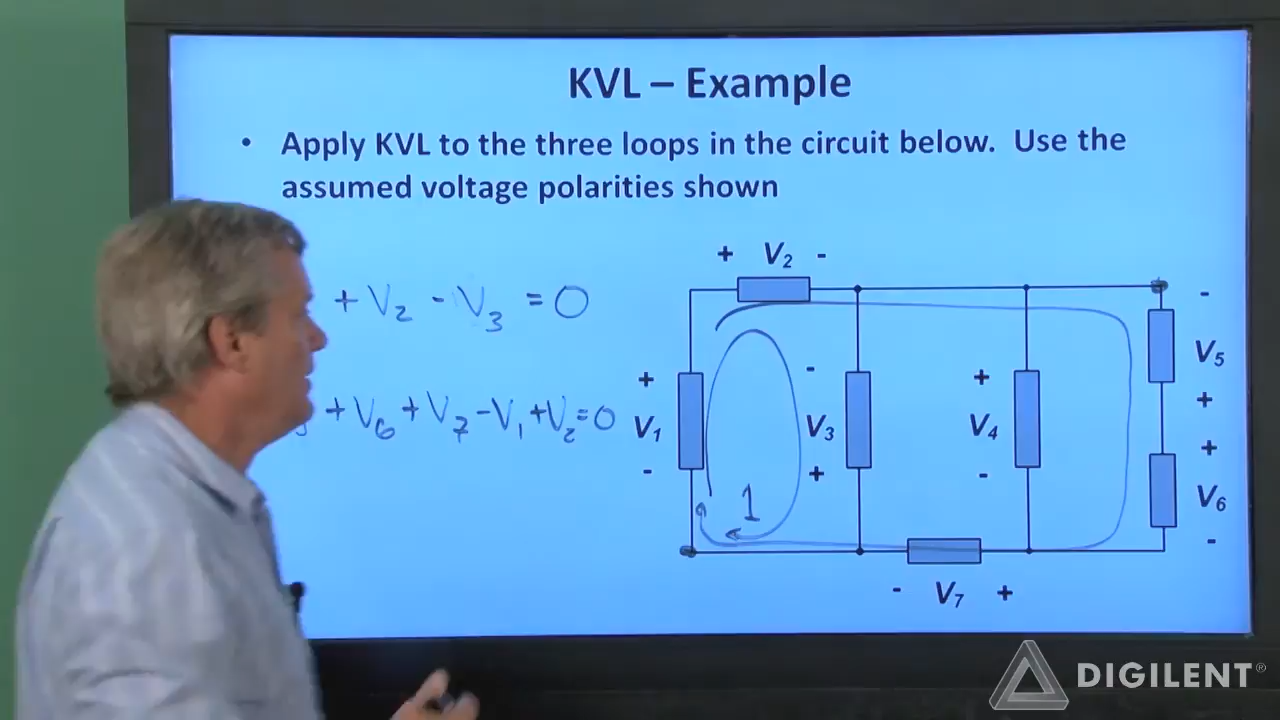 KVL – Example
• Apply KVL to the three loops in the circuit below. Use the
assumed voltage polarities shown
+ V2 -
+ V2 - V3 = 0
+ V6 + V7 - V1 + V2 = 0
+
V1
-
-
V3
+
+
V4
-
-
V5
+
+
V6
-
1
- V7 +
DIGILENT®